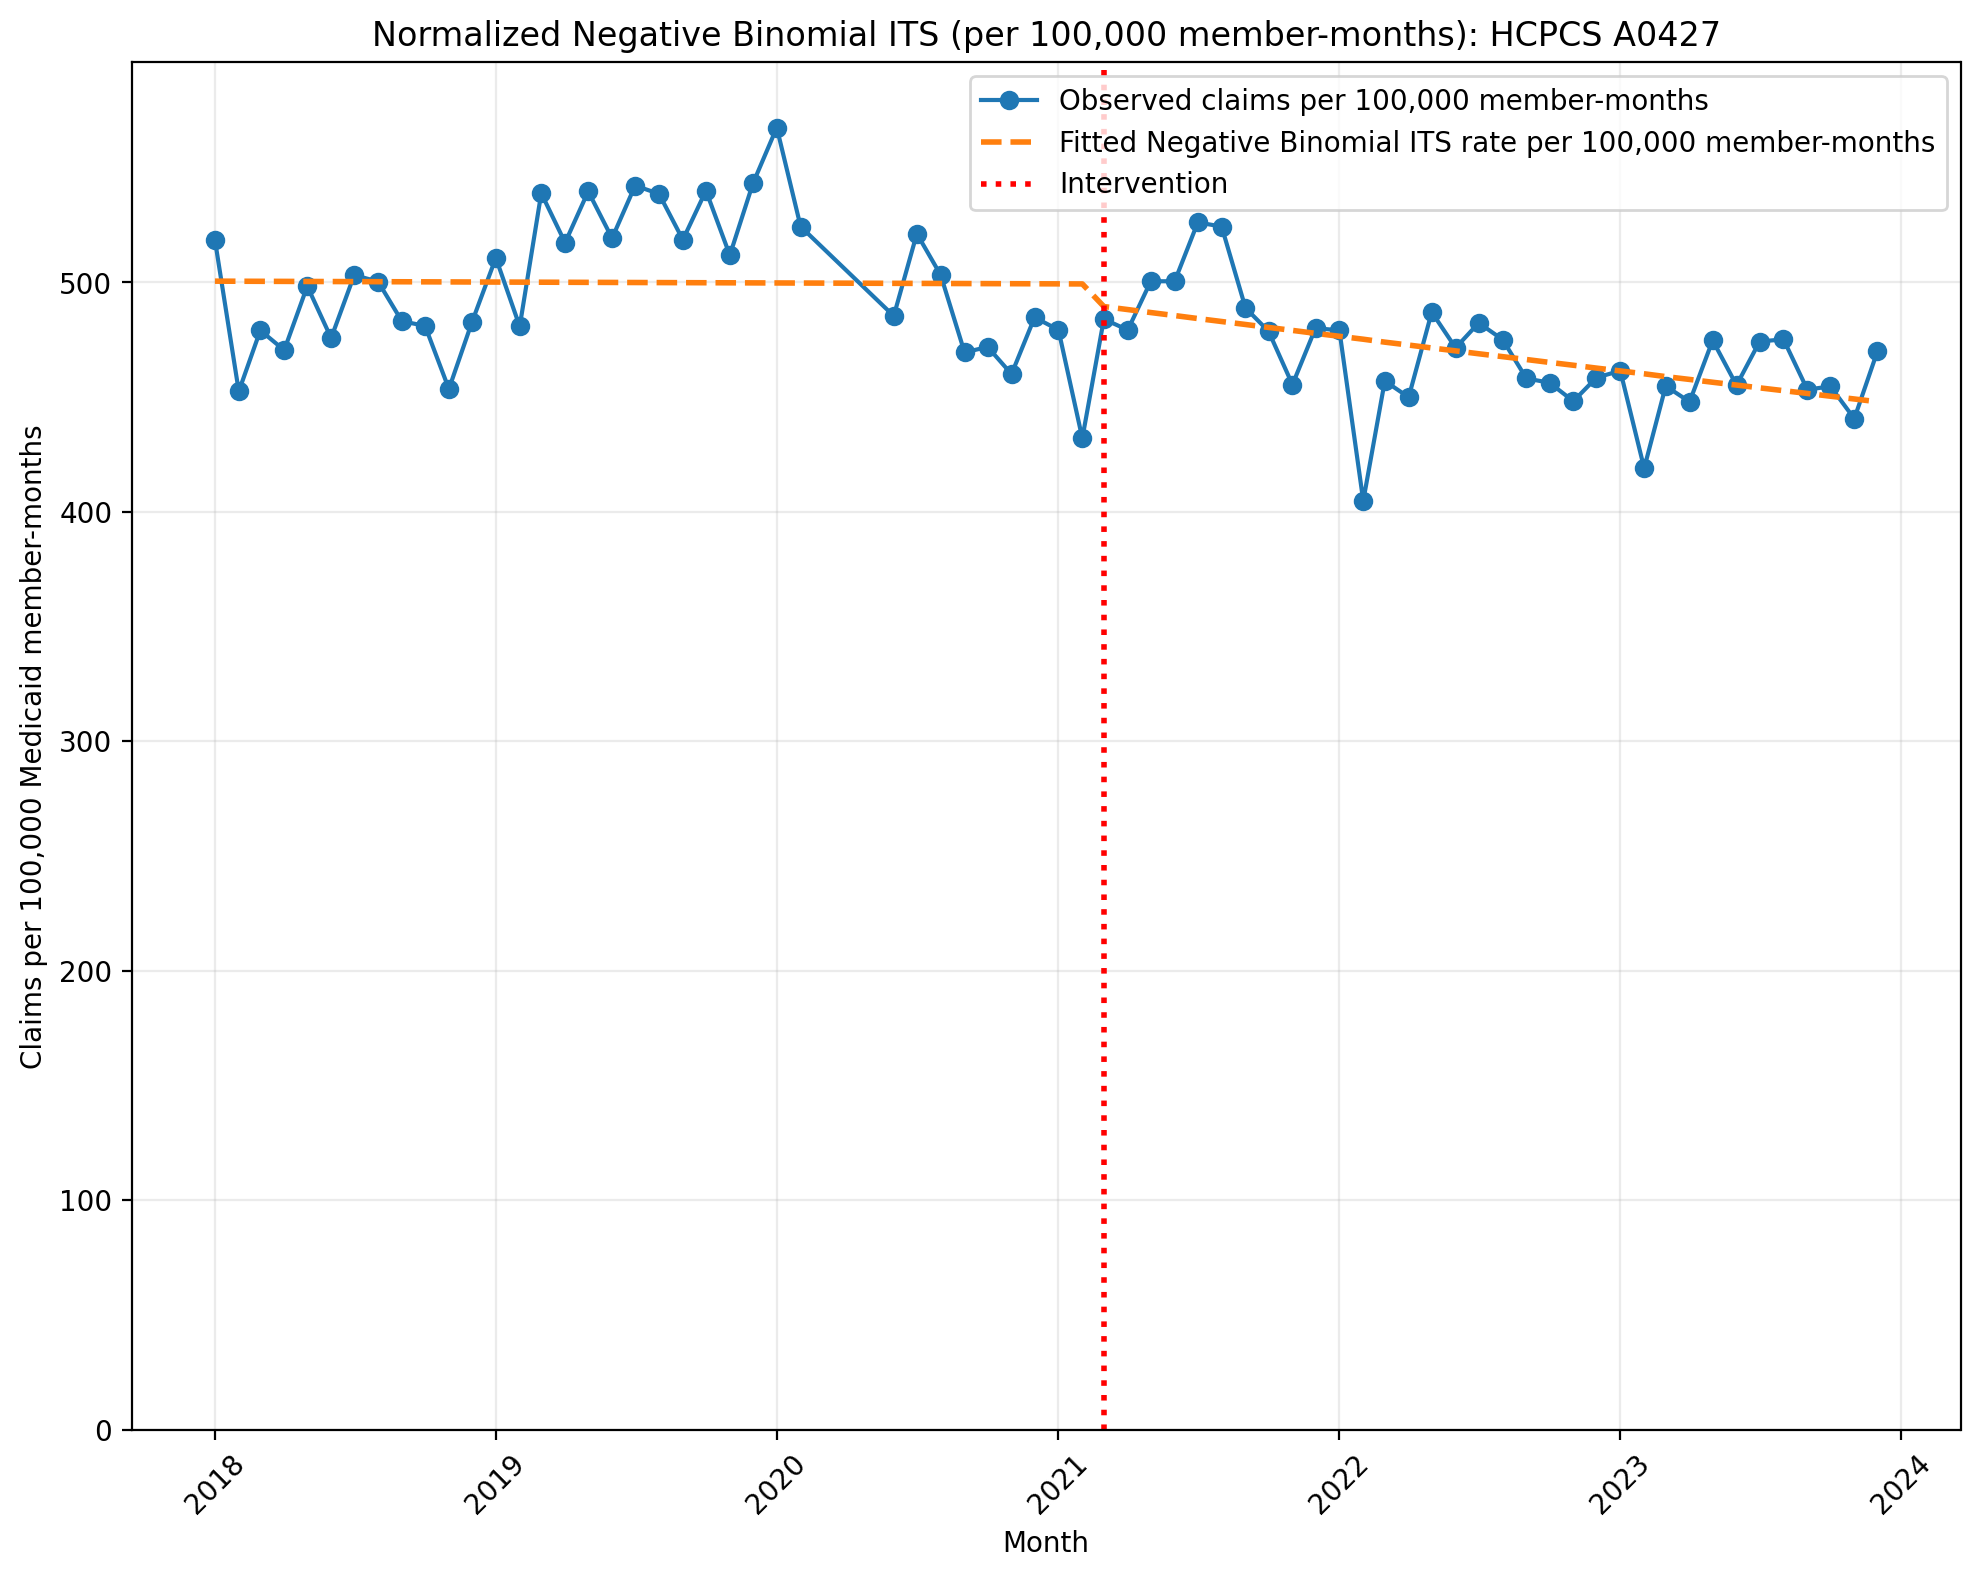 Normalized Negative Binomial ITS (per 100,000 member-months): HCPCS A0427
Observed claims per 100,000 member-months
Fitted Negative Binomial ITS rate per 100,000 member-months
Intervention
Claims per 100,000 Medicaid member-months
500
400
300
200
100
0
2018
2019
2020
2021
2022
2023
2024
Month